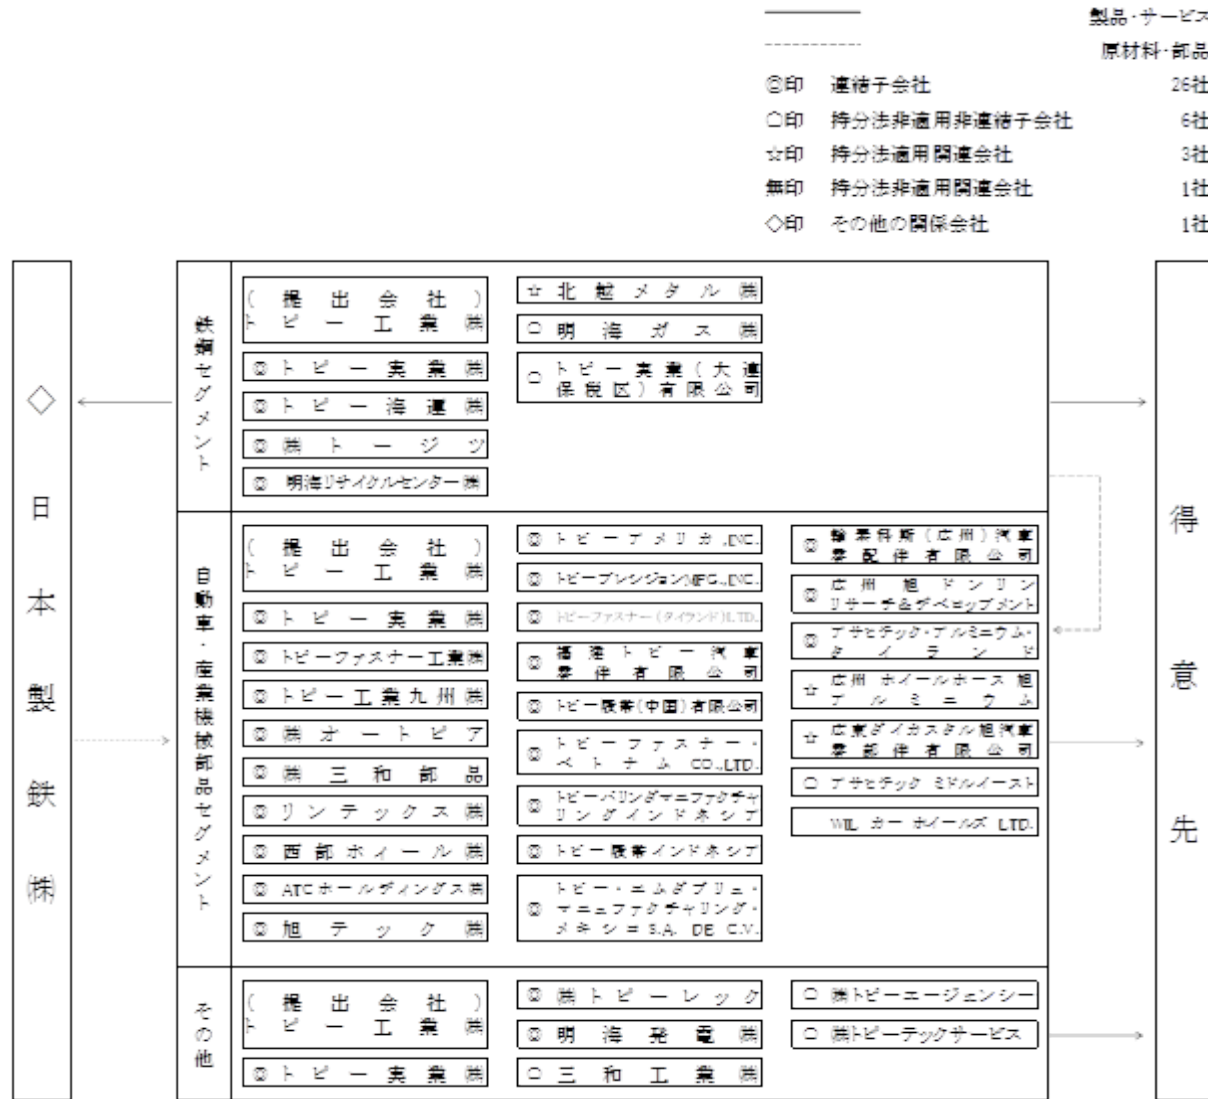 製品・サービス
原材料・部品
◎印 連結子会社 26社
○印 持分法非適用非連結子会社 6社
☆印 持分法適用関連会社 3社
無印 持分法非適用関連会社 1社
◇印 その他の関係会社 1社
◇日本製鉄㈱
鉄鋼セグメント
(提出会社)
トピー工業㈱
◎トピー実業㈱
◎トピー海運㈱
◎㈱トージツ
◎明海リサイクルセンター㈱
☆北越メタル㈱
○明海ガス㈱
○トピー実業(大連
保税区)有限公司
自動車・産業機械部品セグメント
(提出会社)
トピー工業㈱
◎トピー実業㈱
◎トピーファスナー工業㈱
◎トピー工業九州㈱
◎㈱オートピア
◎㈱三和部品
◎リンテックス㈱
◎西部ホイール㈱
◎ATCホールディングス㈱
◎旭テック㈱
◎トピーアメリカ,INC.
◎トピープレシジョンMFG.,INC.
◎トピーファスナー(タイランド)LTD.
◎福建トピー汽車
零件有限公司
◎トピー履帯(中国)有限公司
◎トピーファスナー・
ベトナムCO.,LTD.
◎トピーパリンダマニファクチャ
リングインドネシア
◎トピー履帯インドネシア
◎トピー・エムダブリュ・
マニュファクチャリング・
メキシコS.A. DE C.V.
◎輪泰科斯(広州)汽車
零配件有限公司
◎広州旭ドンリン
リサーチ&デベロップメント
◎アサヒテック・アルミニウム・
タイランド
☆広州ホイールホース旭
アルミニウム
☆広東ダイカスタル旭汽車
零部件有限公司
○アサヒテックミドルイースト
WIL カーホイールズ LTD.
その他
(提出会社)
トピー工業㈱
◎トピー実業㈱
◎㈱トピーレック
◎明海発電㈱
○三和工業㈱
○㈱トピーエージェンシー
○㈱トピーテックサービス
得意先